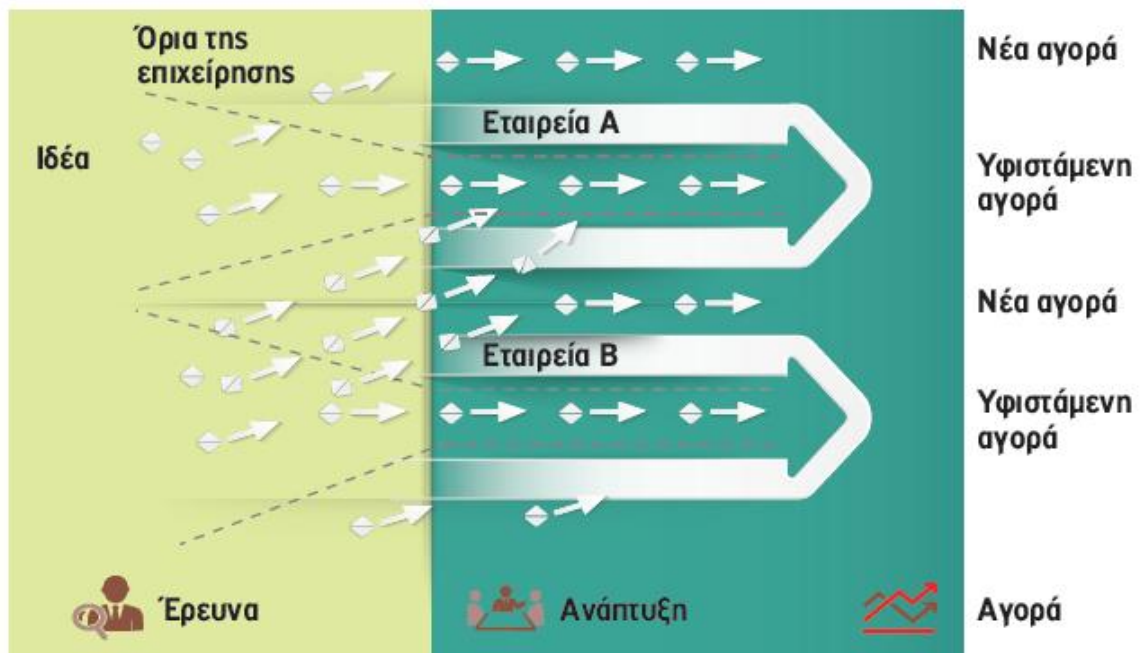 Όρια της
επιχείρησης
Νέα αγορά
Εταιρεία Α
Ιδέα
Υφιστάμενη
αγορά
Νέα αγορά
Εταιρεία Β
Υφιστάμενη
αγορά
Έρευνα
Ανάπτυξη
Αγορά